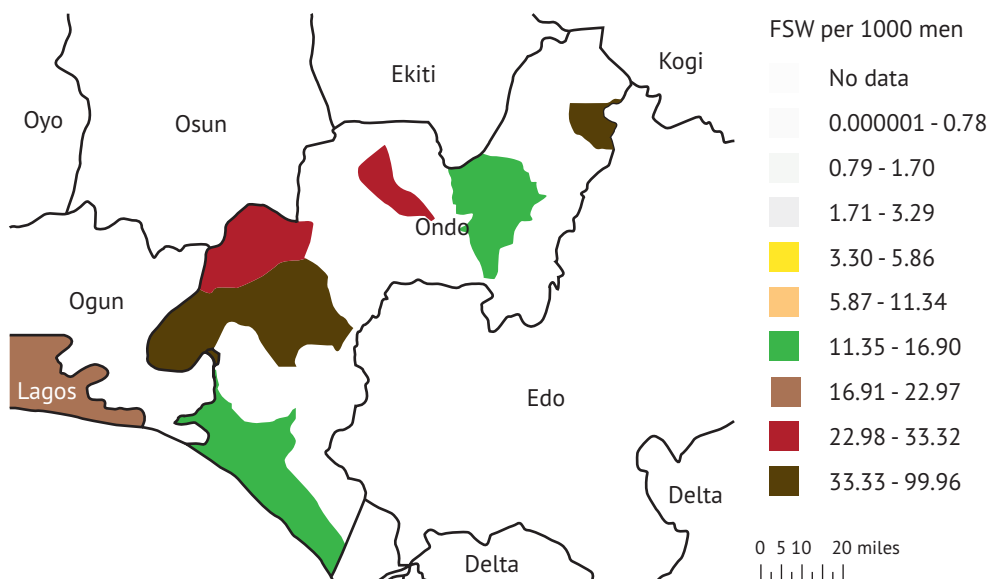 FSW per 1000 men
No data
0.000001 - 0.78
0.79 - 1.70
1.71 - 3.29
3.30 - 5.86
5.87 - 11.34
11.35 - 16.90
16.91 - 22.97
22.98 - 33.32
33.33 - 99.96
0 5 10 20 miles
Oyo
Osun
Ekiti
Kogi
Ondo
Ogun
Lagos
Edo
Delta
Delta